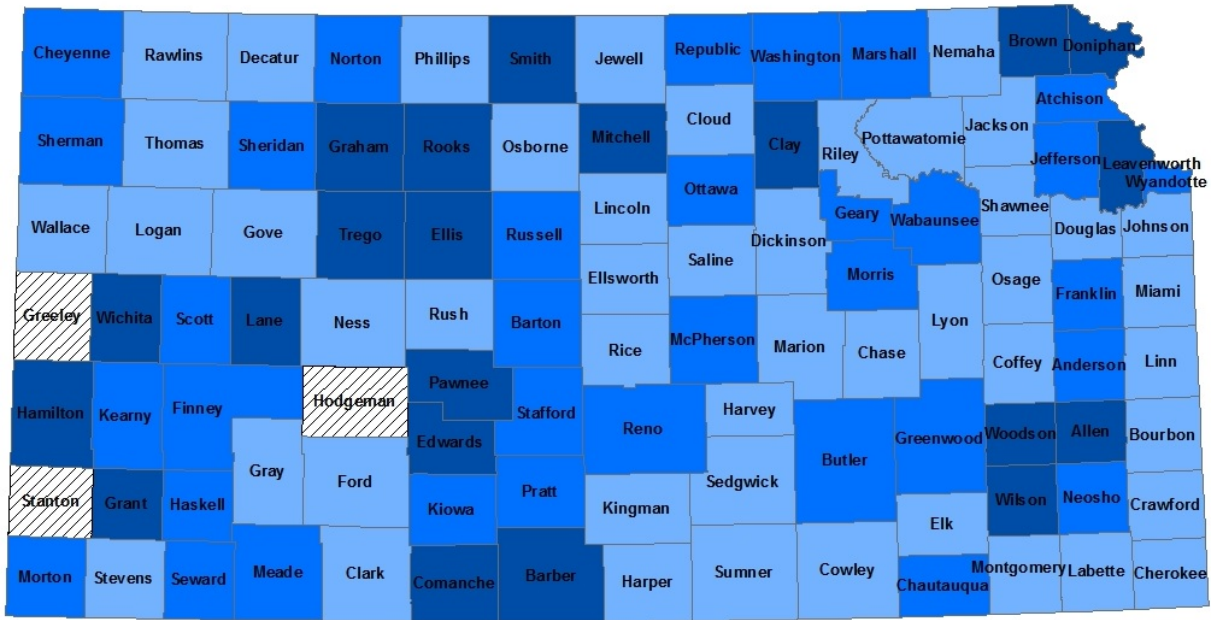 Cheyenne
Rawlins
Decatur
Norton
Phillips
Smith
Jewell
Republic
Washington
Marshall
Nemaha
Brown
Doniphan
Sherman
Thomas
Sheridan
Graham
Rooks
Osborne
Mitchell
Cloud
Clay
Riley
Pottawatomie
Jackson
Atchison
Jefferson
Leavenworth
Wyandotte
Wallace
Logan
Gove
Trego
Ellis
Russell
Lincoln
Ottawa
Saline
Dickinson
Geary
Wabaunsee
Shawnee
Douglas
Johnson
Greeley
Wichita
Scott
Lane
Ness
Rush
Barton
Ellsworth
Rice
McPherson
Marion
Morris
Chase
Lyon
Osage
Franklin
Miami
Coffey
Anderson
Linn
Hamilton
Kearny
Finney
Hodgeman
Pawnee
Edwards
Stafford
Reno
Harvey
Butler
Greenwood
Woodson
Allen
Bourbon
Stanton
Grant
Haskell
Gray
Ford
Kiowa
Pratt
Kingman
Sedgwick
Elk
Wilson
Neosho
Crawford
Morton
Stevens
Seward
Meade
Clark
Comanche
Barber
Harper
Sumner
Cowley
Chautauqua
Montgomery
Labette
Cherokee